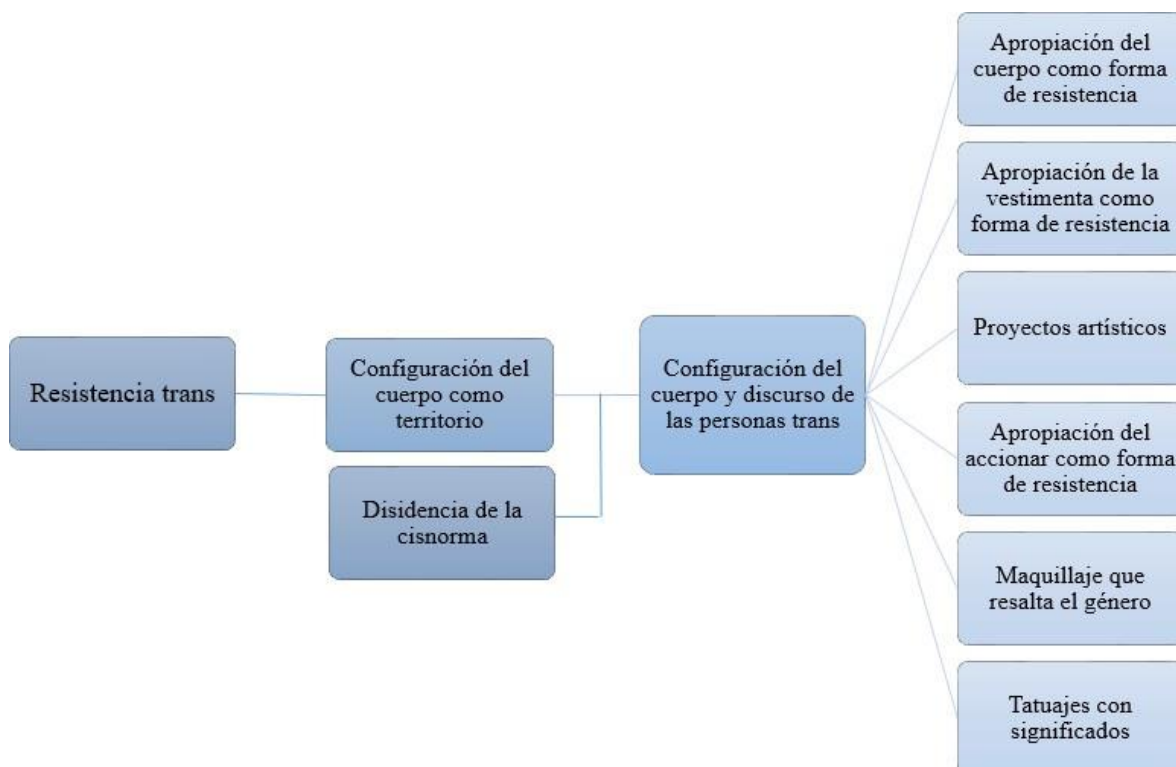 Resistencia trans
Configuración del
cuerpo como
territorio
Disidencia de la
cisnorma
Configuración del
cuerpo y discurso de
las personas trans
Apropiación del
cuerpo como forma
de resistencia
Apropiación de la
vestimenta como
forma de resistencia
Proyectos artísticos
Apropiación del
accionar como forma
de resistencia
Maquillaje que
resalta el género
Tatuajes con
significados